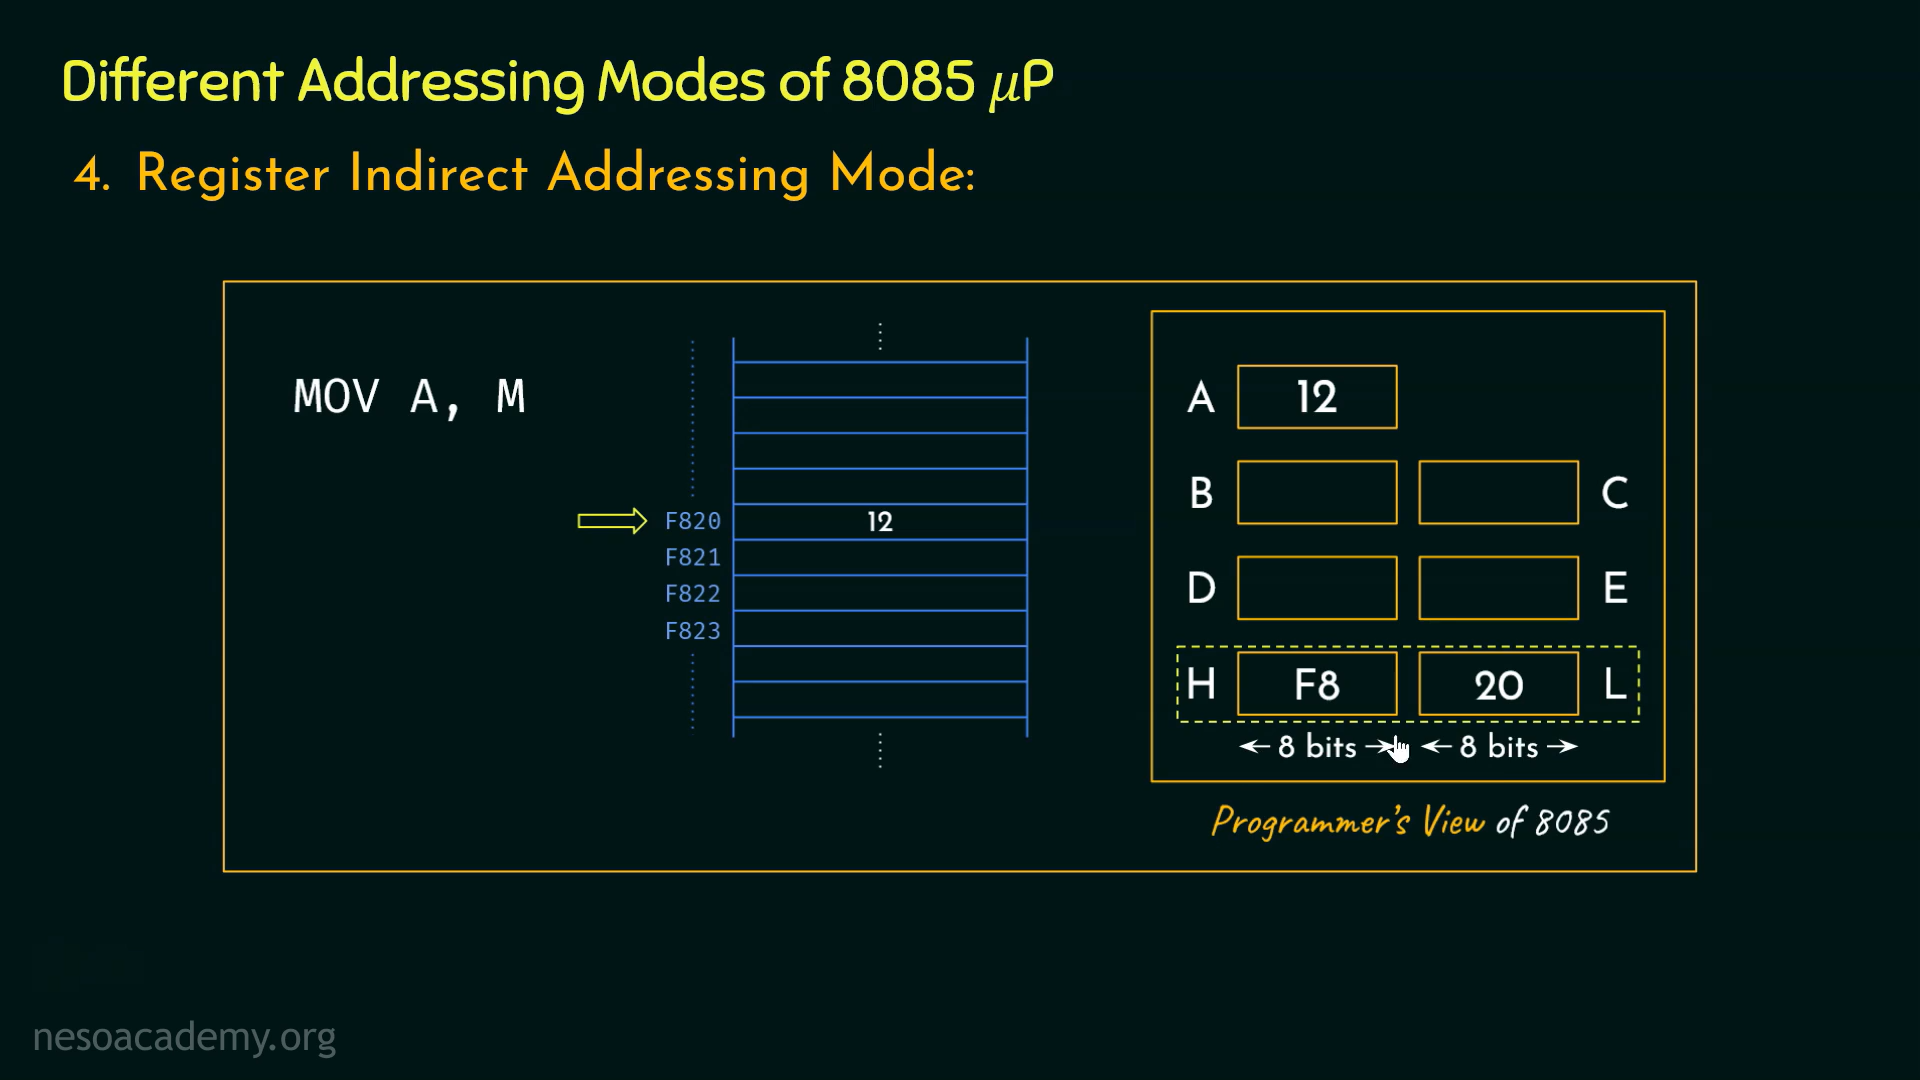 Different Addressing Modes of 8085 μP
4. Register Indirect Addressing Mode:
MOV A, M
F820 12
F821
F822
F823
A 12
B C
D E
H F8 20 L
8 bits 8 bits
Programmer's View of 8085
nesoacademy.org